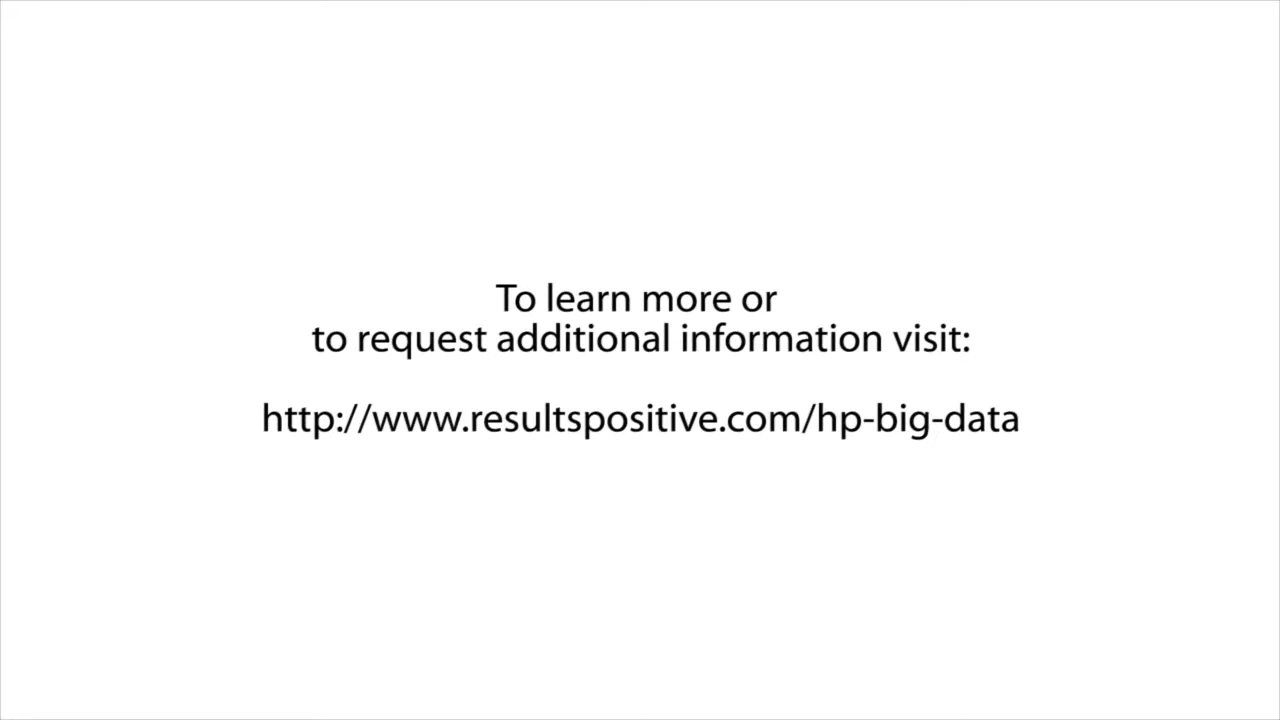 To learn more or
to request additional information visit:
http://www.resultspositive.com/hp-big-data